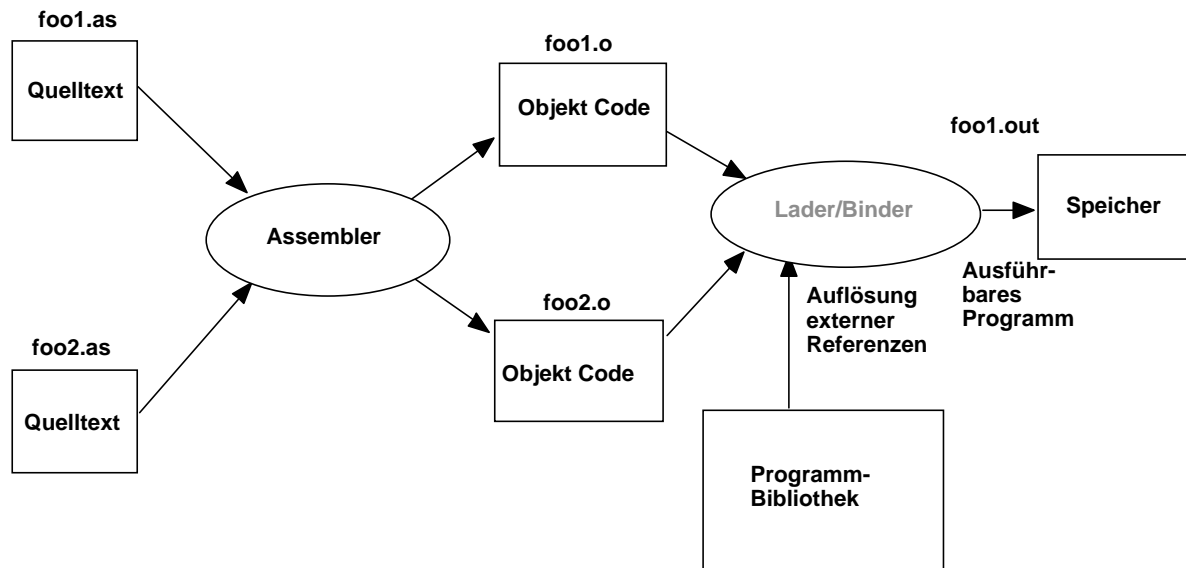 foo1.as
Quelltext
foo1.o
Objekt Code
foo1.out
Speicher
Assembler
Lader/Binder
foo2.as
Quelltext
foo2.o
Objekt Code
Auflösung
externer
Referenzen
Ausführ-
bares
Programm
Programm-
Bibliothek